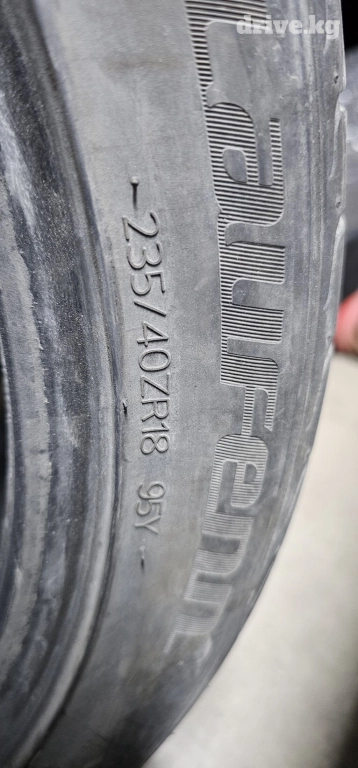 drive.kg
Laufenn
235/40ZR18 95Y